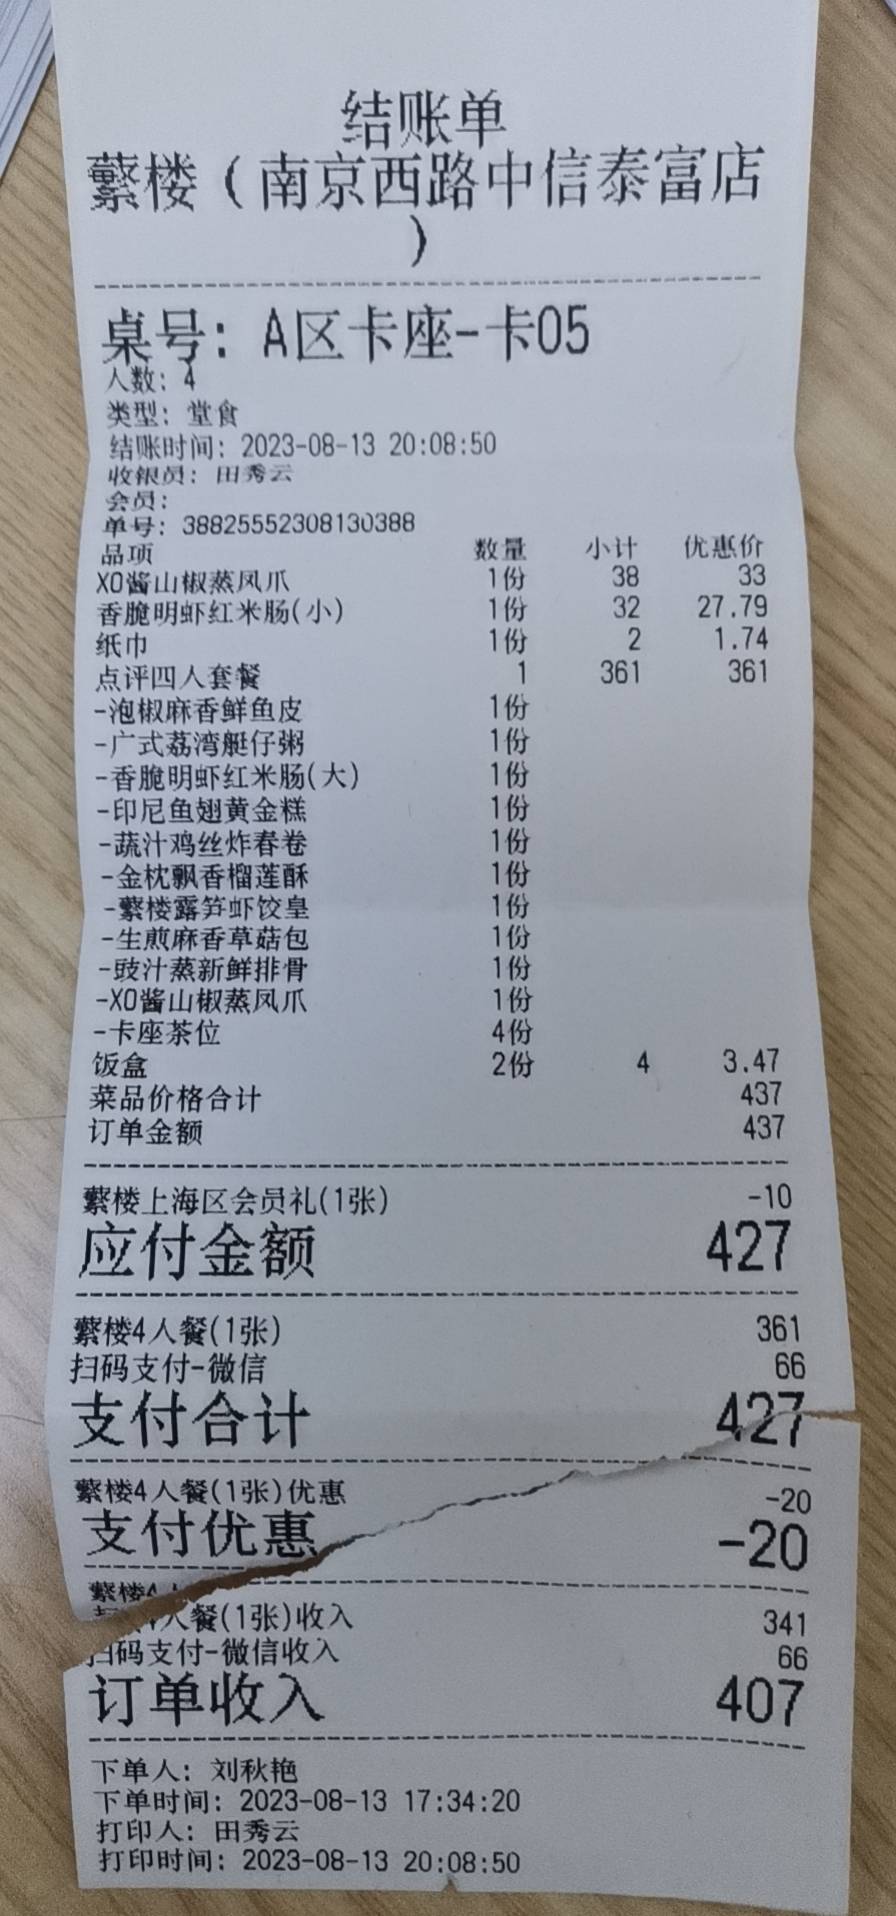 结账单
蘩楼（南京西路中信泰富店
）
桌号: A区卡座-卡05
人数: 4
类型: 堂食
结账时间: 2023-08-13 20:08:50
收银员: 田秀云
会员:
单号: 38825552308130388
品项 数量 小计 优惠价
XO酱山椒蒸凤爪 1份 38 33
香脆明虾红米肠(小) 1份 32 27.79
纸巾 1份 2 1.74
点评四人套餐 1 361 361
-泡椒麻香鲜鱼皮 1份
-广式荔湾艇仔粥 1份
-香脆明虾红米肠(大) 1份
-印尼鱼翅黄金糕 1份
-蔬汁鸡丝炸春卷 1份
-金枕飘香榴莲酥 1份
-蘩楼露笋虾饺皇 1份
-生煎麻香草菇包 1份
-豉汁蒸新鲜排骨 1份
-XO酱山椒蒸凤爪 1份
-卡座茶位 4份
饭盒 2份 4 3.47
菜品价格合计 437
订单金额 437
蘩楼上海区会员礼(1张) -10
应付金额 427
蘩楼4人餐(1张) 361
扫码支付-微信 66
支付合计 427
蘩楼4人餐(1张)优惠 -20
支付优惠 -20
蘩楼4人餐(1张)收入 341
扫码支付-微信收入 66
订单收入 407
下单人: 刘秋艳
下单时间: 2023-08-13 17:34:20
打印人: 田秀云
打印时间: 2023-08-13 20:08:50